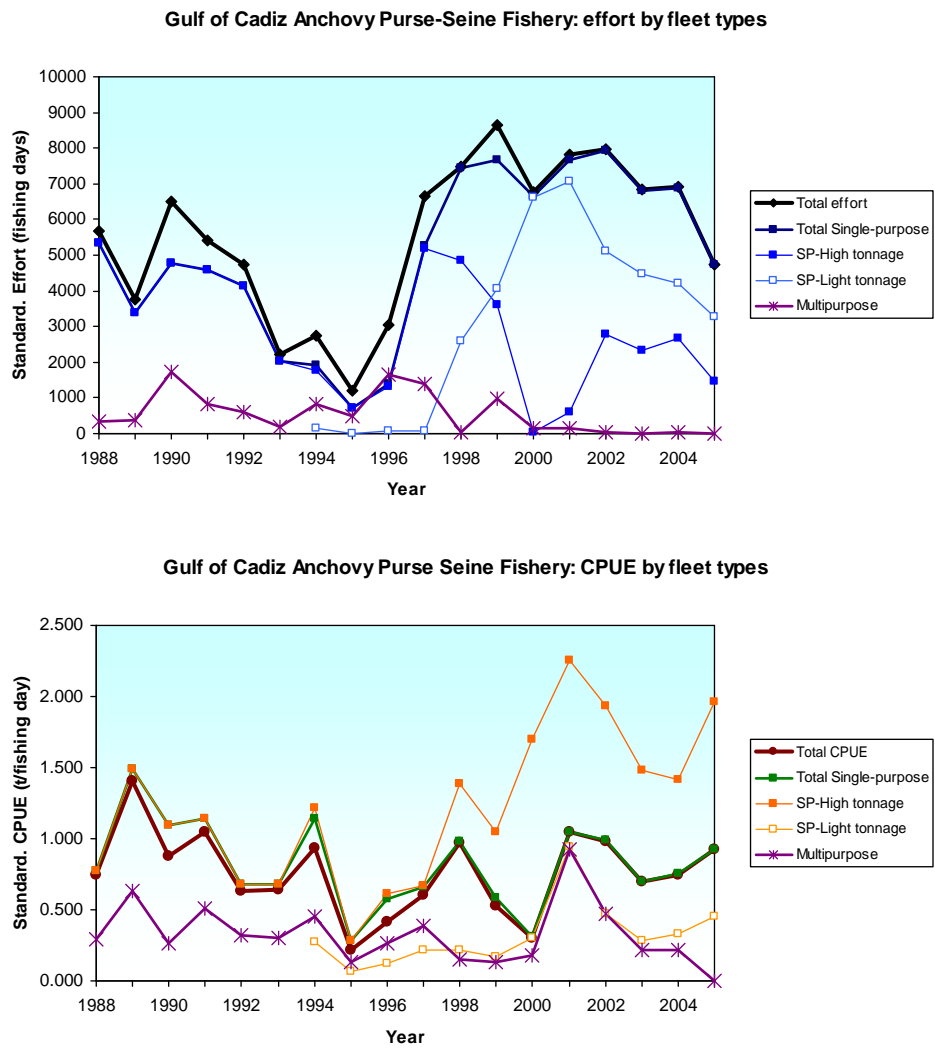 Gulf of Cadiz Anchovy Purse-Seine Fishery: effort by fleet types
10000
9000
8000
7000
6000
5000
4000
3000
2000
1000
0
Standard. Effort (fishing days)
1988 1990 1992 1994 1996 1998 2000 2002 2004
Year
Total effort
Total Single-purpose
SP-High tonnage
SP-Light tonnage
Multipurpose
Gulf of Cadiz Anchovy Purse Seine Fishery: CPUE by fleet types
2.500
2.000
1.500
1.000
0.500
0.000
Standard. CPUE (t/fishing day)
1988 1990 1992 1994 1996 1998 2000 2002 2004
Year
Total CPUE
Total Single-purpose
SP-High tonnage
SP-Light tonnage
Multipurpose